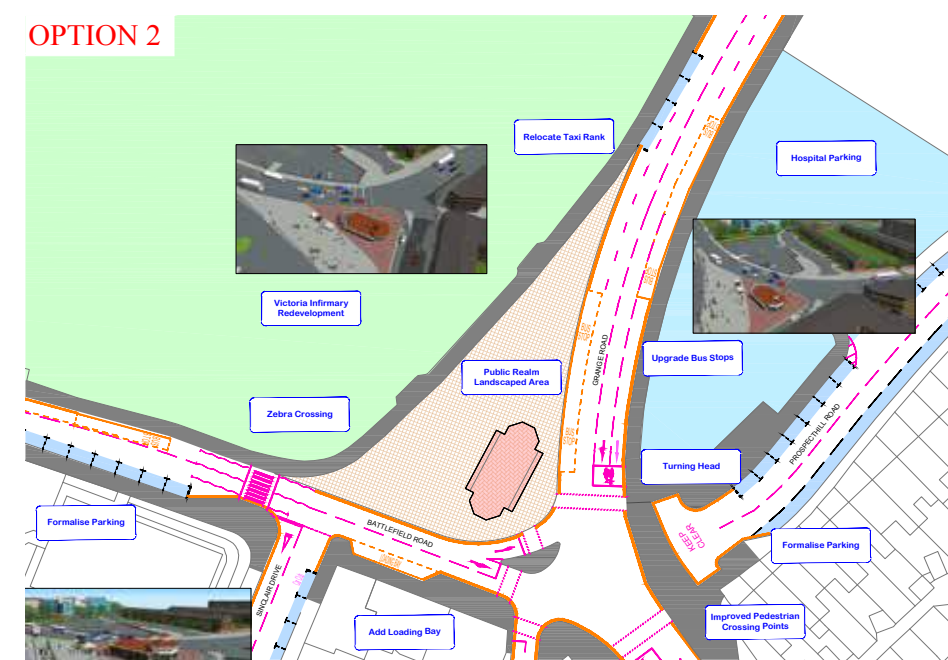 OPTION 2
Relocate Taxi Rank
Hospital Parking
Victoria Infirmary
Redevelopment
Upgrade Bus Stops
GRANGE ROAD
Public Realm
Landscaped Area
Zebra Crossing
BUS
STOP
PROSPECTHILL ROAD
Turning Head
Formalise Parking
BATTLEFIELD ROAD
KEEP
CLEAR
Formalise Parking
SINCLAIR DRIVE
Add Loading Bay
Improved Pedestrian
Crossing Points